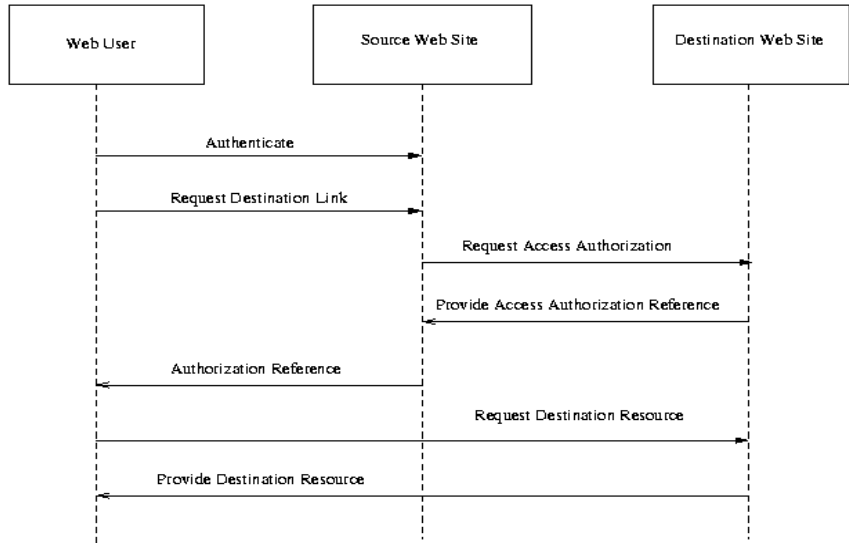 Web User
Source Web Site
Destination Web Site
Authenticate
Request Destination Link
Request Access Authorization
Provide Access Authorization Reference
Authorization Reference
Request Destination Resource
Provide Destination Resource